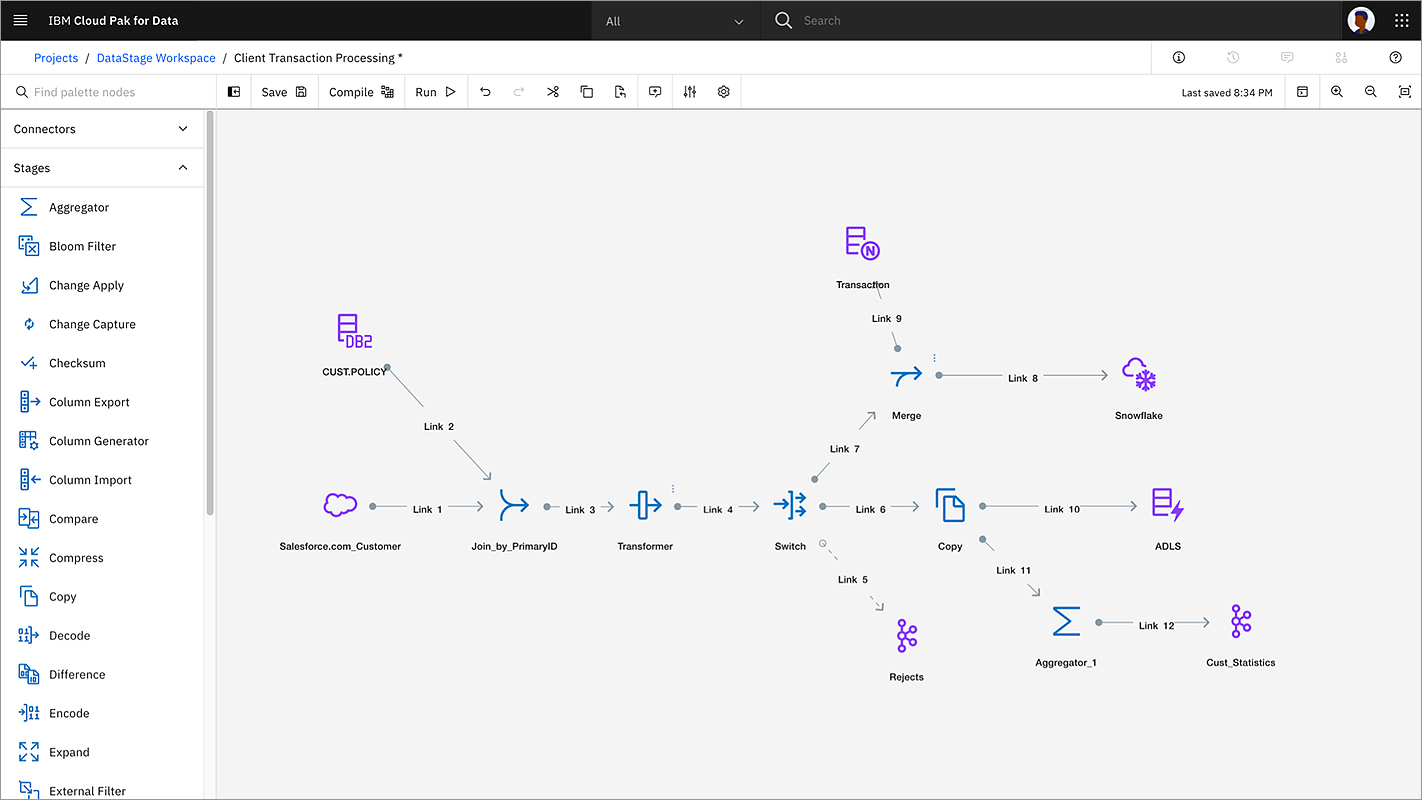 IBM Cloud Pak for Data
All
Search
Projects / DataStage Workspace / Client Transaction Processing *
Find palette nodes
Save
Compile
Run
Last saved 8:34 PM
Connectors
Stages
Aggregator
Bloom Filter
Change Apply
Change Capture
Checksum
Column Export
Column Generator
Column Import
Compare
Compress
Copy
Decode
Difference
Encode
Expand
External Filter
N
Transaction
Link 9
DB2
CUST.POLICY
Link 2
Merge
Link 8
Snowflake
Link 7
Salesforce.com_Customer
Link 1
Join_by_PrimaryID
Link 3
Transformer
Link 4
Switch
Link 6
Copy
Link 10
ADLS
Link 5
Rejects
Link 11
Aggregator_1
Link 12
Cust_Statistics